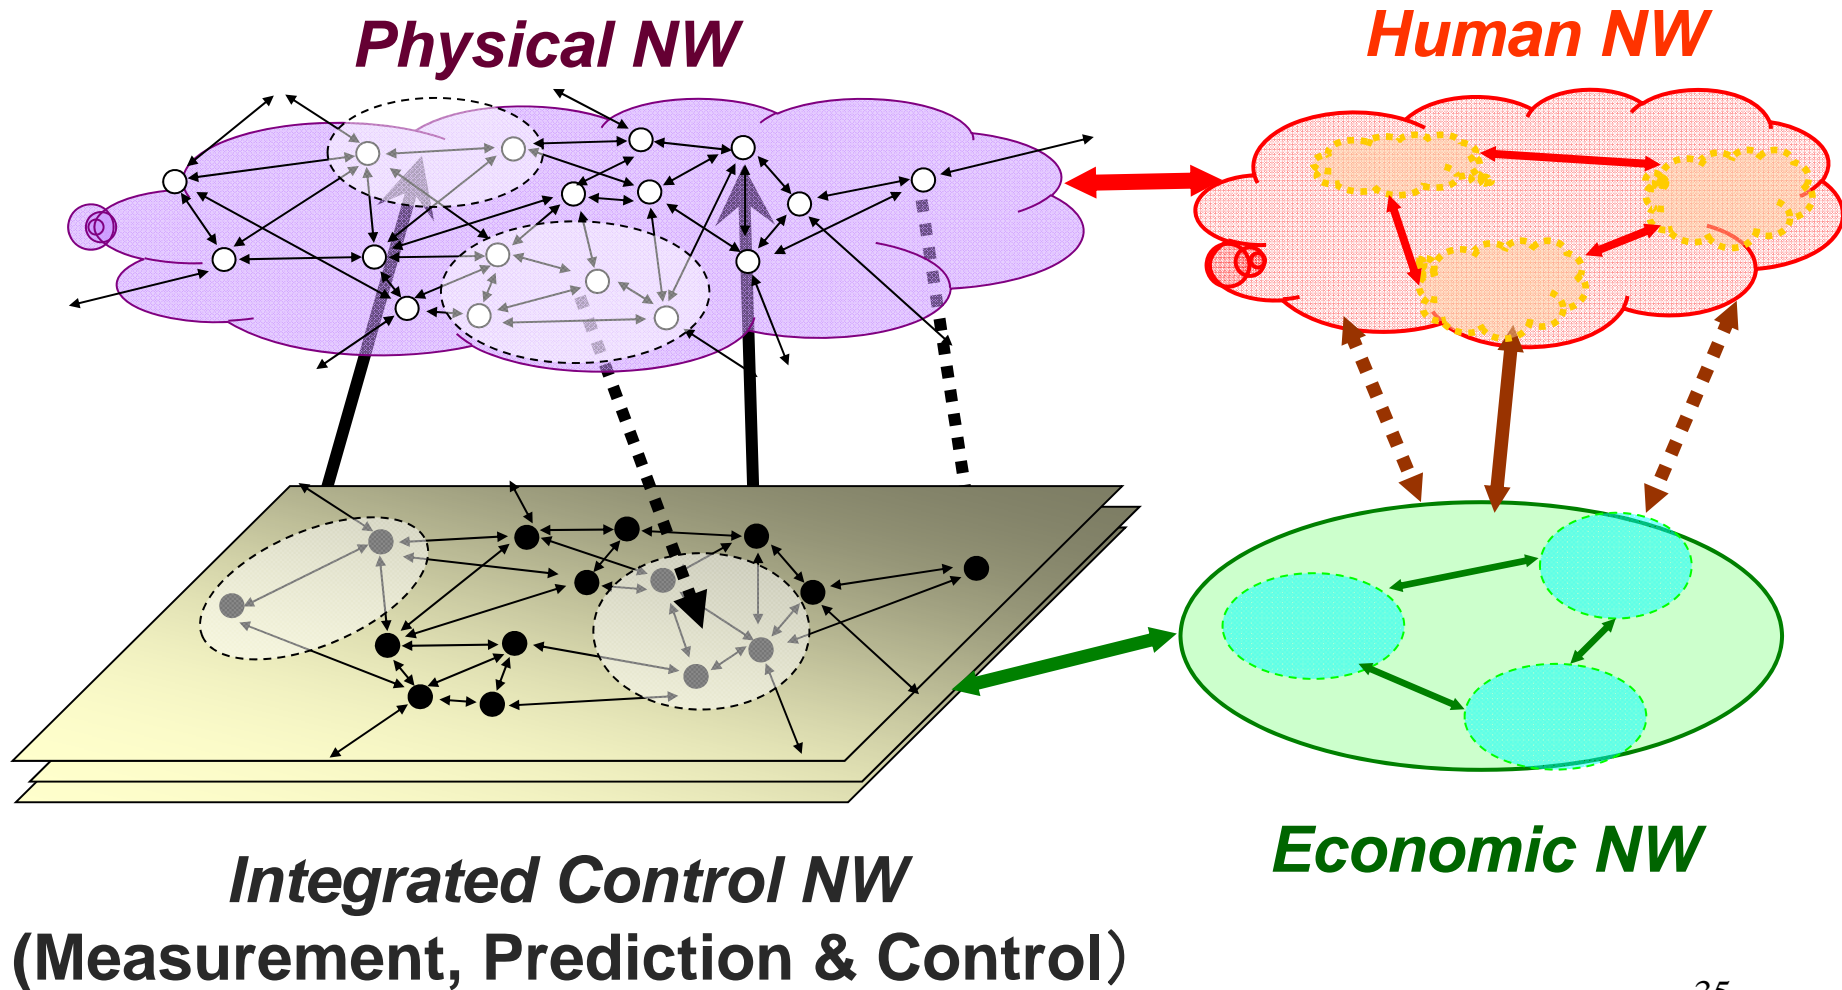 Physical NW
Human NW
Economic NW
Integrated Control NW
(Measurement, Prediction & Control）